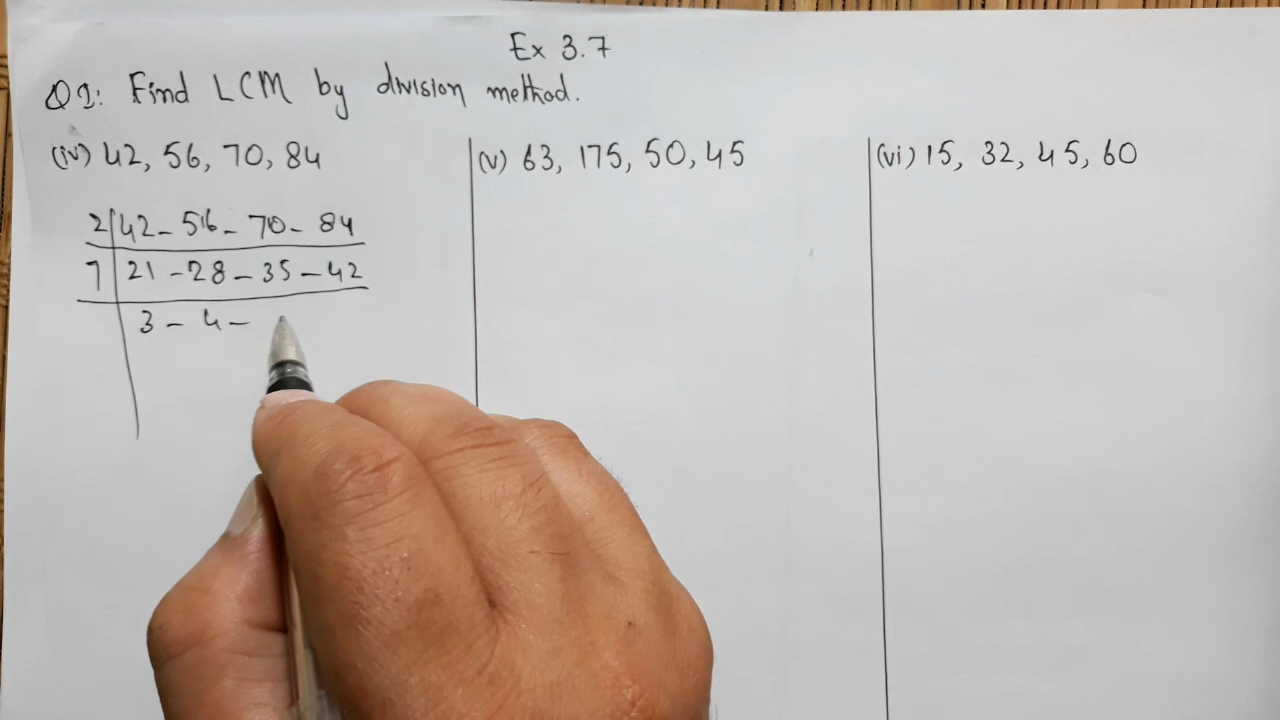 Ex 3.7
Q2: Find LCM by division method.
(iv) 42, 56, 70, 84
2 42 - 56 - 70 - 84
7 21 - 28 - 35 - 42
3 - 4 -
(v) 63, 175, 50, 45
(vi) 15, 32, 45, 60